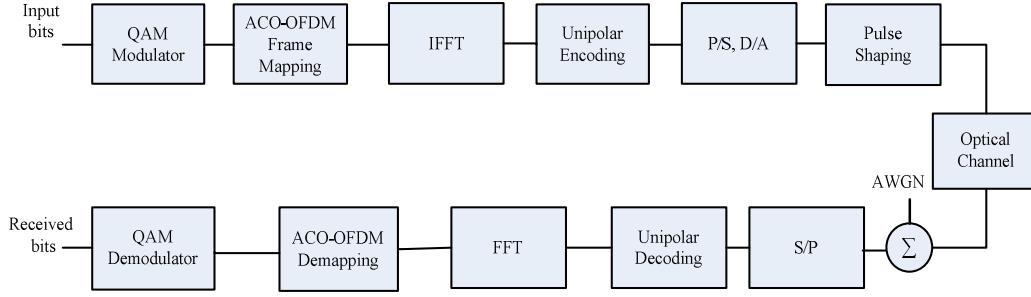 Input
bits
QAM
Modulator
ACO-OFDM
Frame
Mapping
IFFT
Unipolar
Encoding
P/S, D/A
Pulse
Shaping
Optical
Channel
AWGN
Received
bits
QAM
Demodulator
ACO-OFDM
Demapping
FFT
Unipolar
Decoding
S/P
Σ